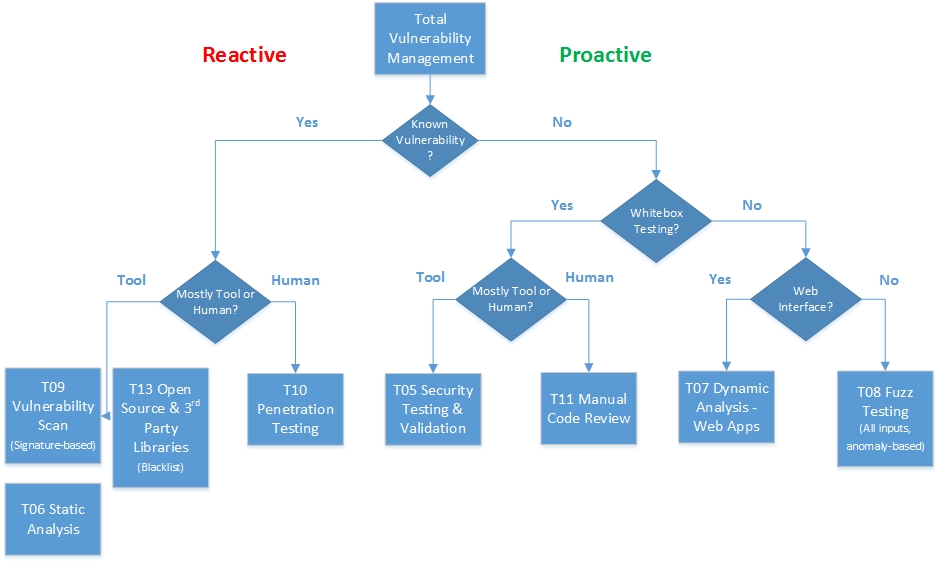 Total
Vulnerability
Management
Reactive
Proactive
Known
Vulnerability
?
Yes
No
Whitebox
Testing?
Yes
No
Mostly Tool or
Human?
Tool
Human
Mostly Tool or
Human?
Tool
Human
Web
Interface?
Yes
No
T09
Vulnerability
Scan
(Signature-based)
T13 Open
Source & 3rd
Party
Libraries
(Blacklist)
T10
Penetration
Testing
T05 Security
Testing &
Validation
T11 Manual
Code Review
T07 Dynamic
Analysis -
Web Apps
T08 Fuzz
Testing
(All inputs,
anomaly-based)
T06 Static
Analysis